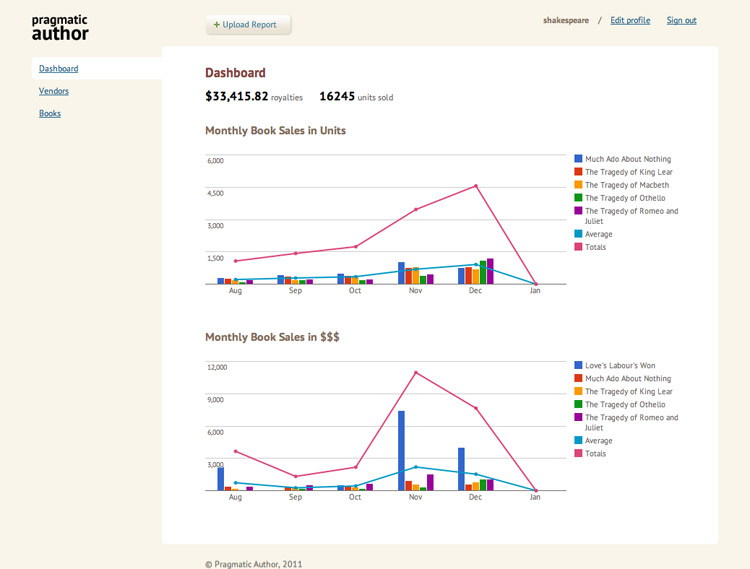 pragmatic
author
+ Upload Report
shakespeare / Edit profile Sign out
Dashboard
Vendors
Books
Dashboard
$33,415.82 royalties 16245 units sold
Monthly Book Sales in Units
6,000
4,500
3,000
1,500
Aug Sep Oct Nov Dec Jan
Much Ado About Nothing
The Tragedy of King Lear
The Tragedy of Macbeth
The Tragedy of Othello
The Tragedy of Romeo and
Juliet
Average
Totals
Monthly Book Sales in $$$
12,000
9,000
6,000
3,000
Aug Sep Oct Nov Dec Jan
Love's Labour's Won
Much Ado About Nothing
The Tragedy of King Lear
The Tragedy of Othello
The Tragedy of Romeo and
Juliet
Average
Totals
© Pragmatic Author, 2011